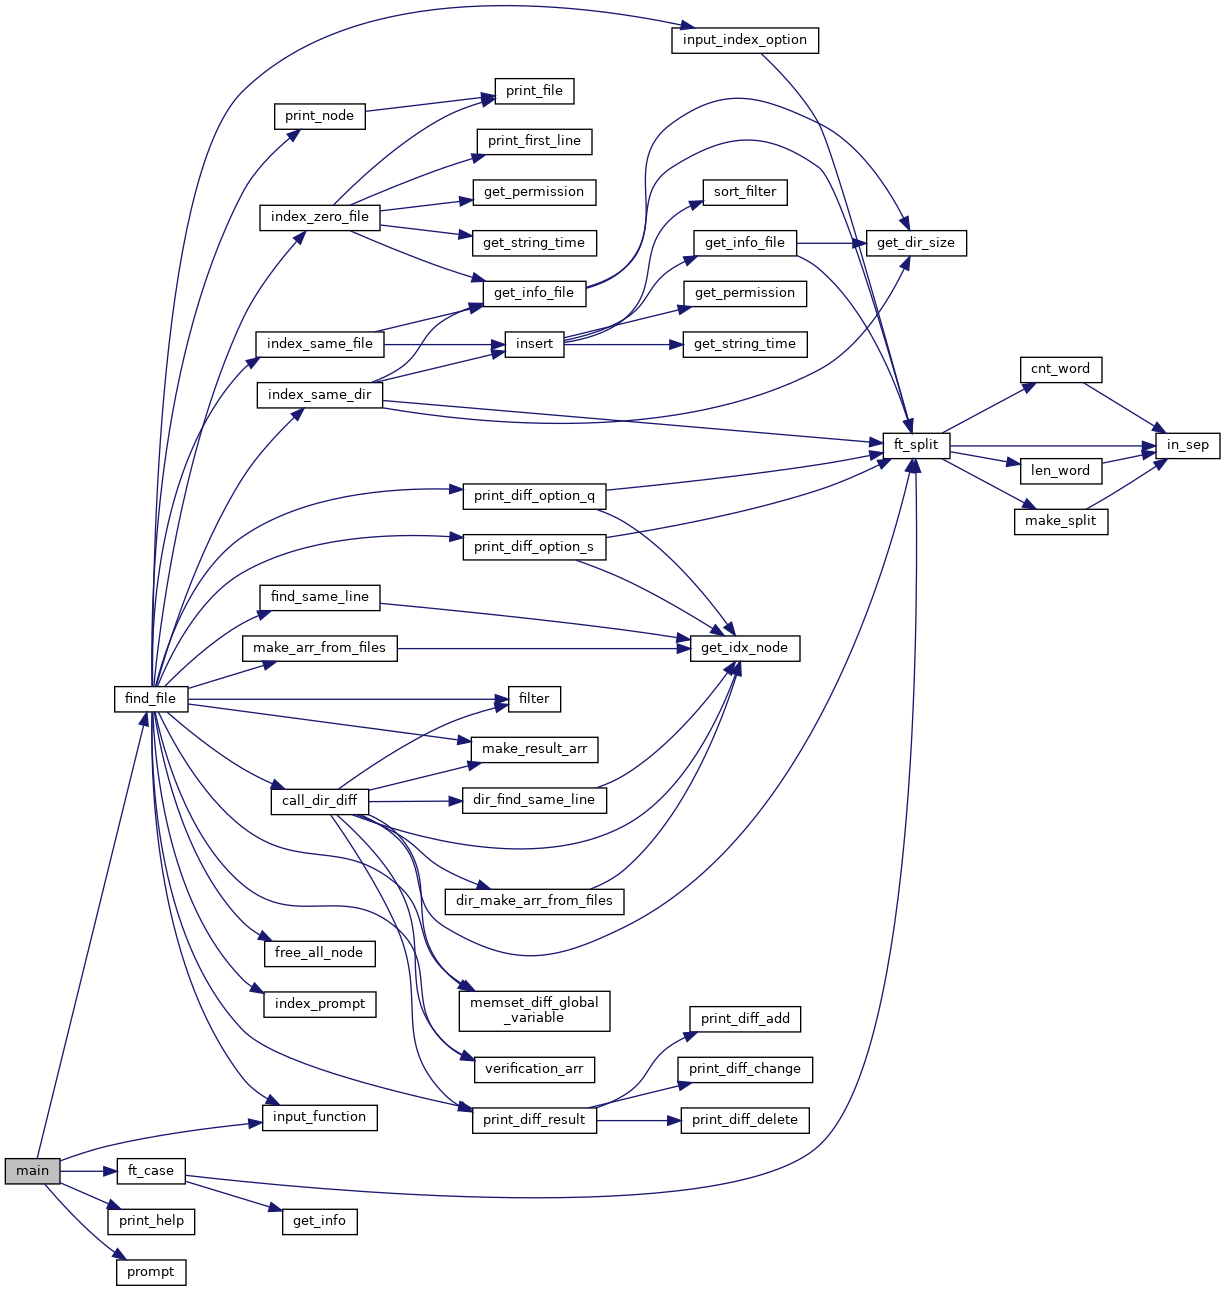 input_index_option
print_file
print_node
print_first_line
get_permission
sort_filter
index_zero_file
get_string_time
get_info_file
get_dir_size
get_info_file
get_permission
index_same_file
insert
get_string_time
cnt_word
index_same_dir
ft_split
in_sep
len_word
print_diff_option_q
make_split
print_diff_option_s
find_same_line
make_arr_from_files
get_idx_node
find_file
filter
make_result_arr
call_dir_diff
dir_find_same_line
dir_make_arr_from_files
free_all_node
index_prompt
memset_diff_global
_variable
print_diff_add
verification_arr
print_diff_change
input_function
print_diff_result
print_diff_delete
main
ft_case
print_help
get_info
prompt